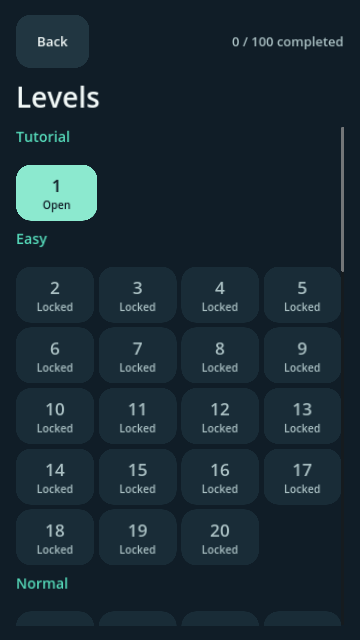 Back
0 / 100 completed
Levels
Tutorial
1
Open
Easy
2 3 4 5
Locked Locked Locked Locked
6 7 8 9
Locked Locked Locked Locked
10 11 12 13
Locked Locked Locked Locked
14 15 16 17
Locked Locked Locked Locked
18 19 20
Locked Locked Locked
Normal